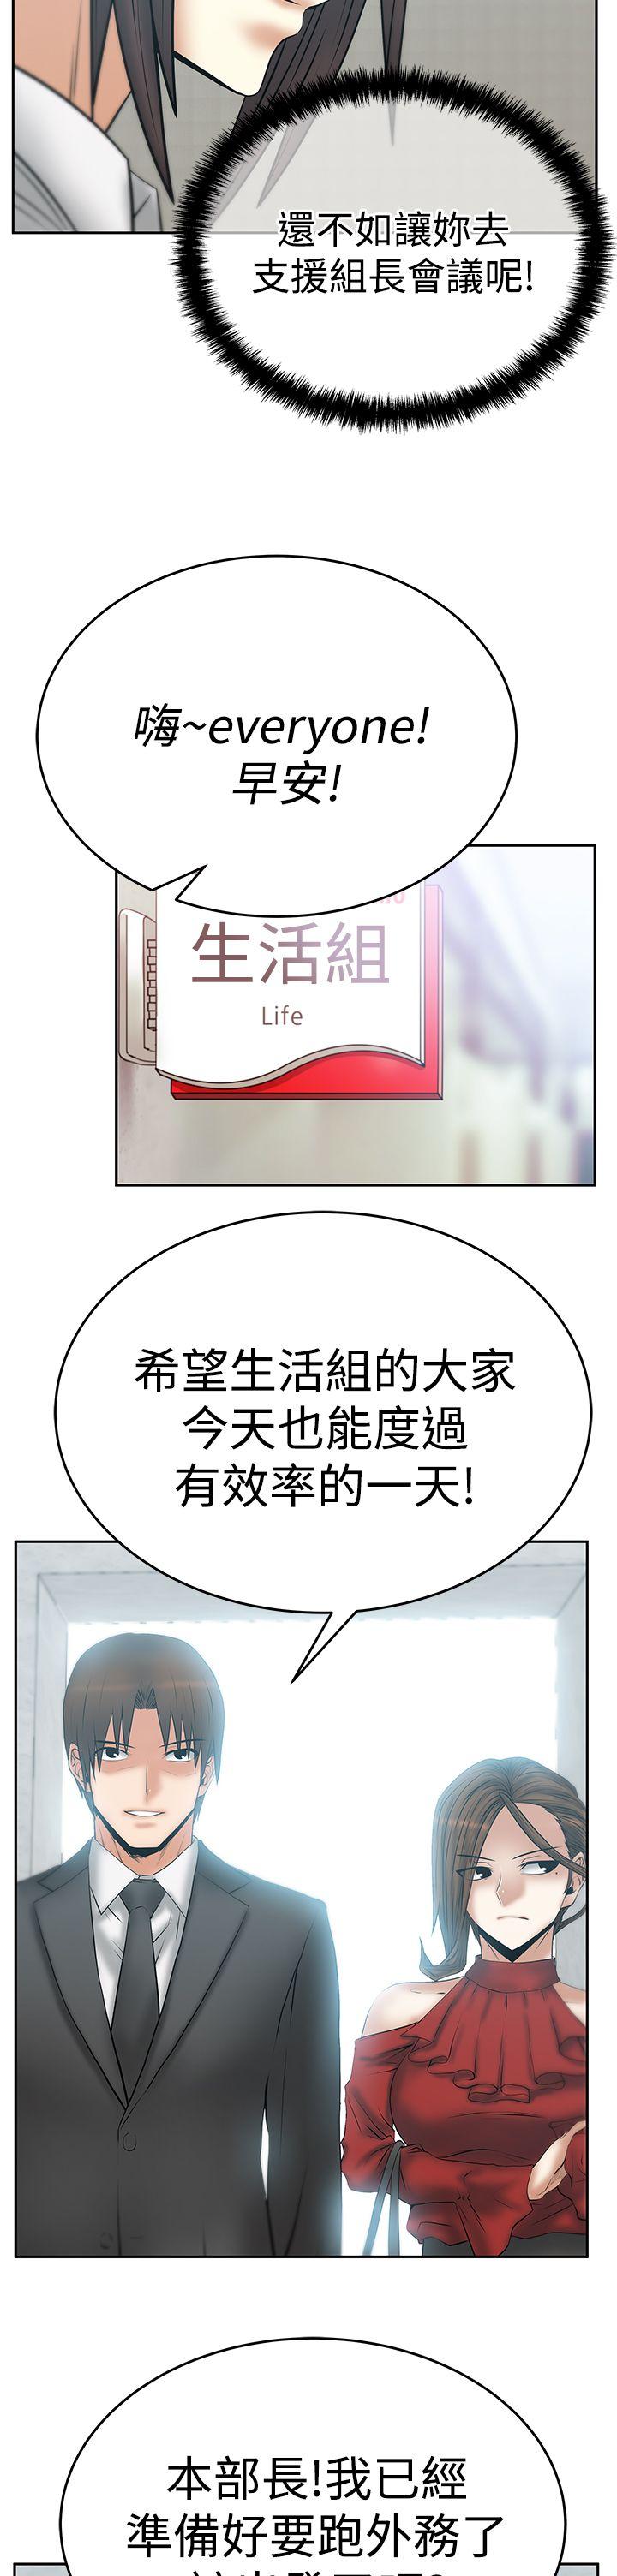 還不如讓妳去
支援組長會議呢!
嗨~everyone!
早安!
生活組
Life
希望生活組的大家
今天也能度過
有效率的一天!
本部長!我已經
準備好要跑外務了